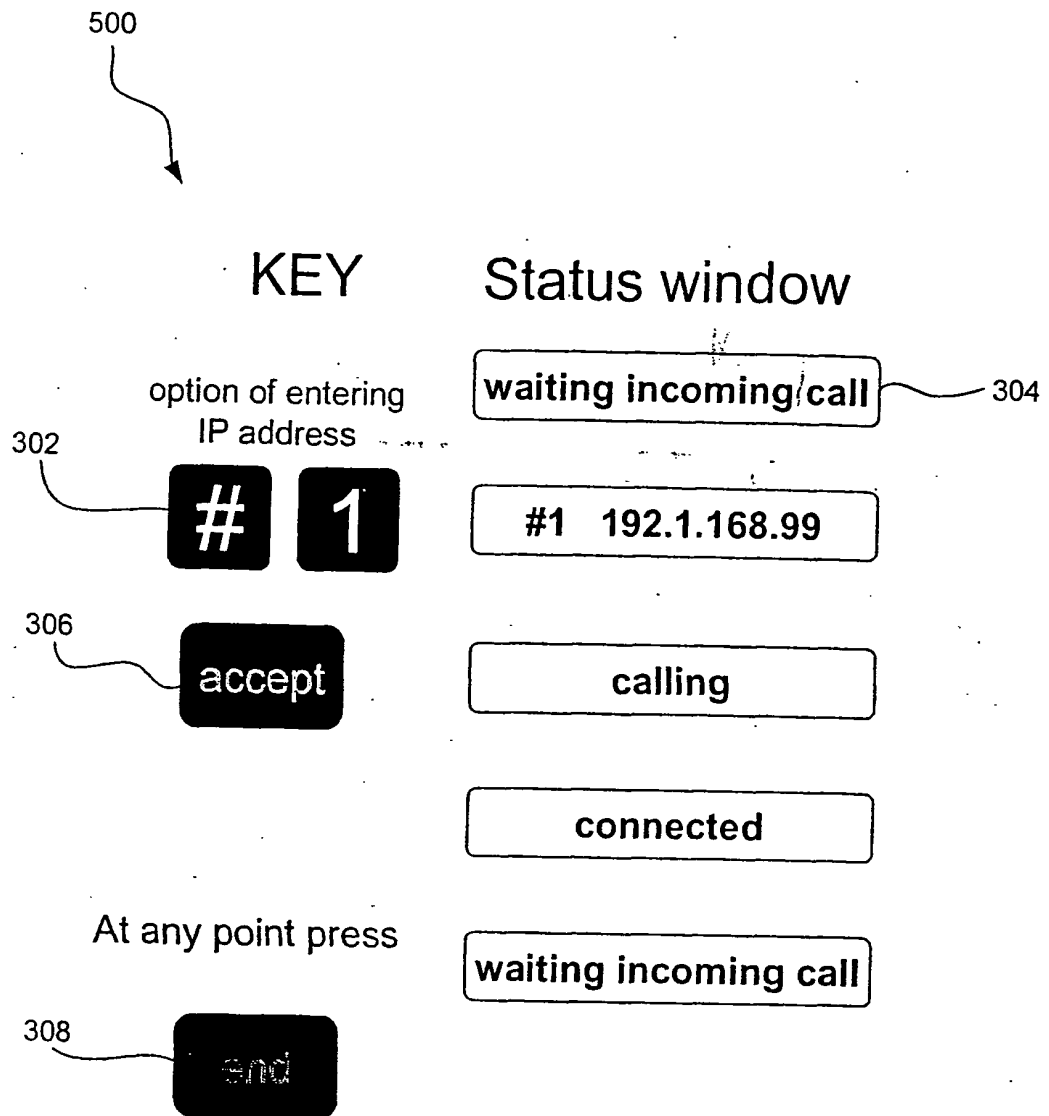 500
KEY
Status window
waiting incoming call
304
option of entering
IP address
302
# 1
#1 192.1.168.99
306
accept
calling
connected
At any point press
waiting incoming call
308
end